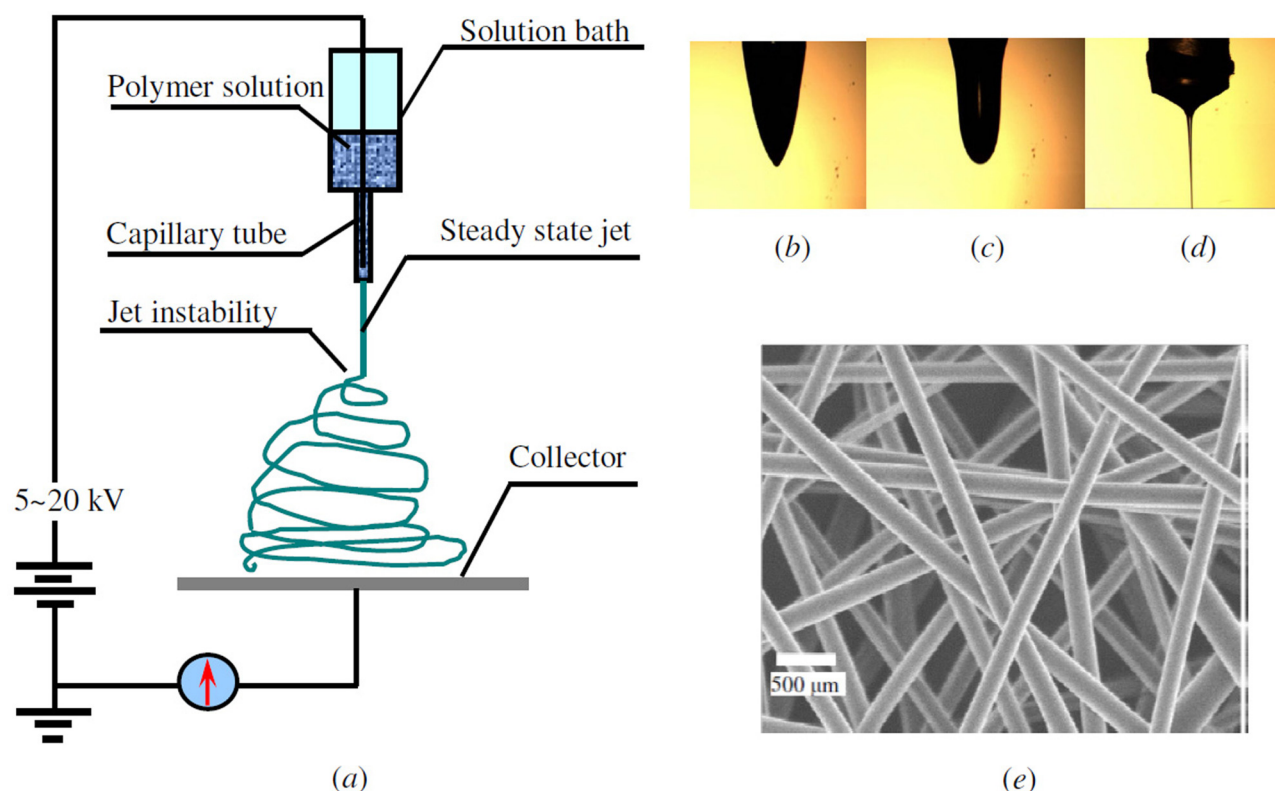 Solution bath
Polymer solution
Capillary tube
Steady state jet
Jet instability
Collector
5~20 kV
(a)
(b)
(c)
(d)
500 μm
(e)